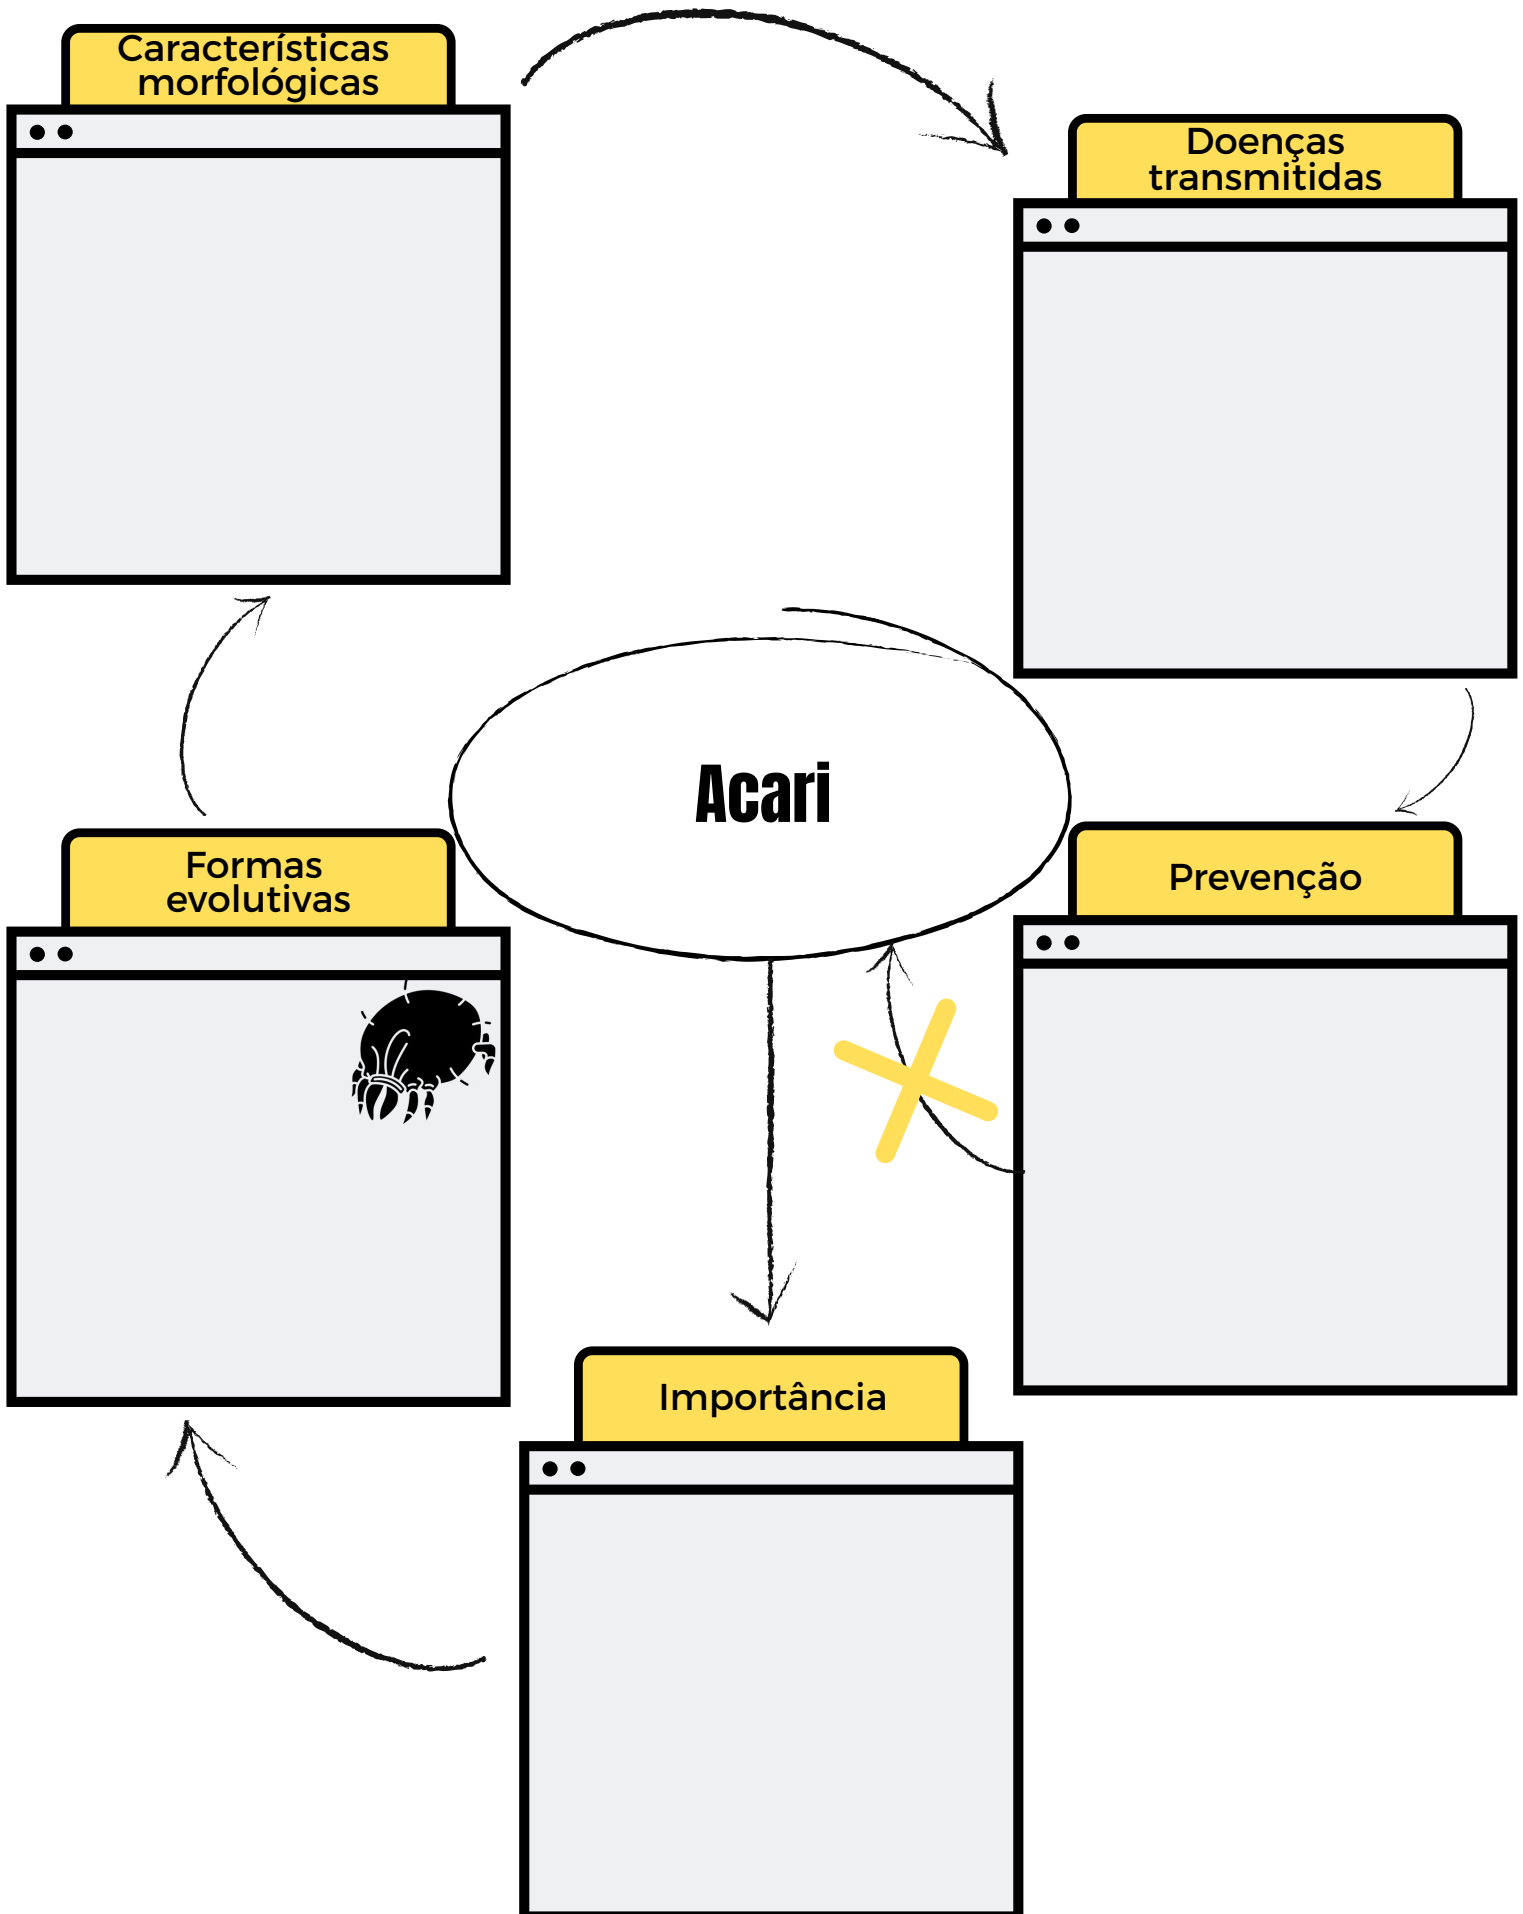 Características
morfológicas
Doenças
transmitidas
Acari
Formas
evolutivas
Prevenção
Importância